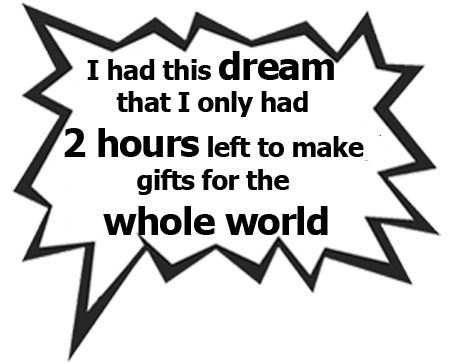 I had this dream
that I only had
2 hours left to make
gifts for the
whole world